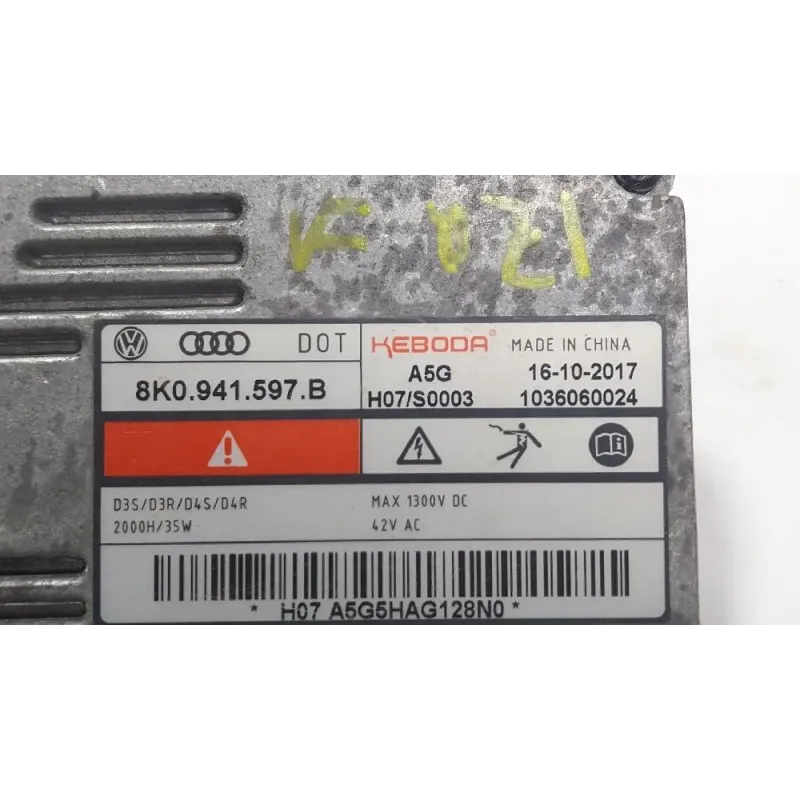 DOT KEBODA® MADE IN CHINA
8K0.941.597.B
A5G 16-10-2017
H07/S0003 1036060024
D3S/D3R/D4S/D4R MAX 1300V DC
2000H/35W 42V AC
* H07 A5G5HAG128N0 *